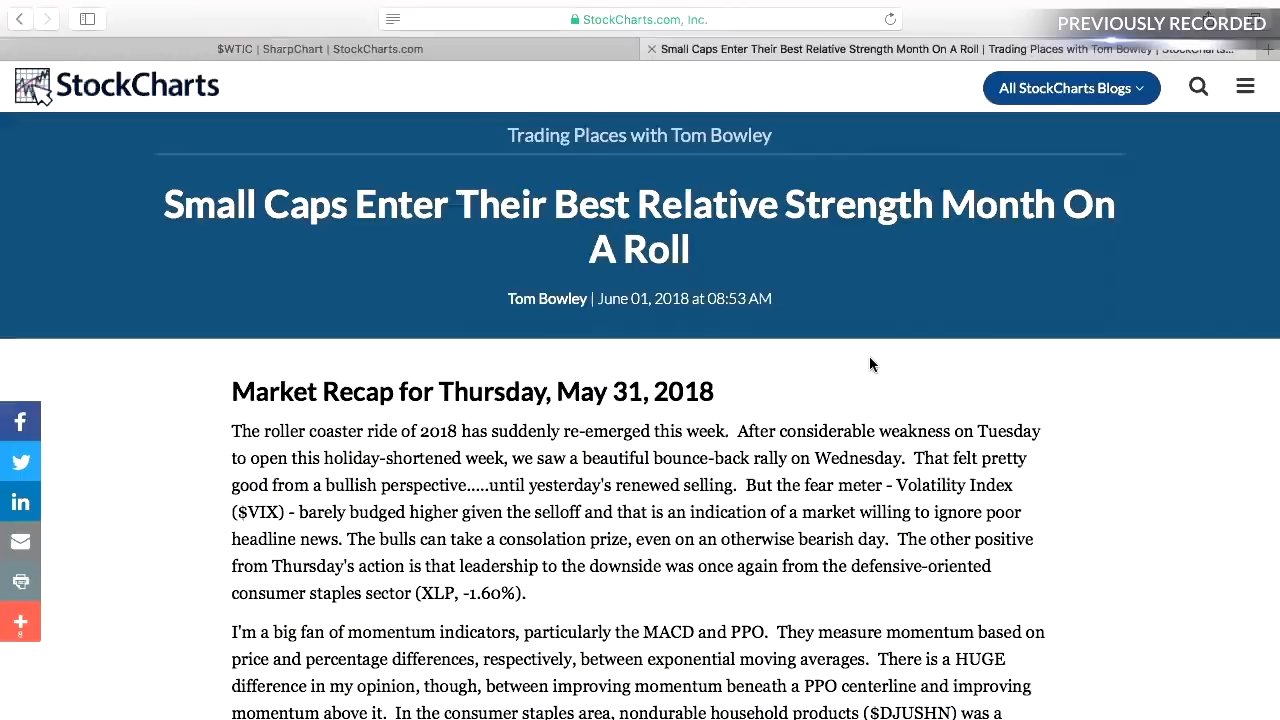 StockCharts.com, Inc.
PREVIOUSLY RECORDED
$WTIC | SharpChart | StockCharts.com
Small Caps Enter Their Best Relative Strength Month On A Roll | Trading Places with Tom Bowley | StockCharts...
StockCharts
All StockCharts Blogs
Trading Places with Tom Bowley
Small Caps Enter Their Best Relative Strength Month On
A Roll
Tom Bowley | June 01, 2018 at 08:53 AM
Market Recap for Thursday, May 31, 2018
The roller coaster ride of 2018 has suddenly re-emerged this week. After considerable weakness on Tuesday
to open this holiday-shortened week, we saw a beautiful bounce-back rally on Wednesday. That felt pretty
good from a bullish perspective.....until yesterday's renewed selling. But the fear meter - Volatility Index
($VIX) - barely budged higher given the selloff and that is an indication of a market willing to ignore poor
headline news. The bulls can take a consolation prize, even on an otherwise bearish day. The other positive
from Thursday's action is that leadership to the downside was once again from the defensive-oriented
consumer staples sector (XLP, -1.60%).
I'm a big fan of momentum indicators, particularly the MACD and PPO. They measure momentum based on
price and percentage differences, respectively, between exponential moving averages. There is a HUGE
difference in my opinion, though, between improving momentum beneath a PPO centerline and improving
momentum above it. In the consumer staples area, nondurable household products ($DJUSHN) was a
8